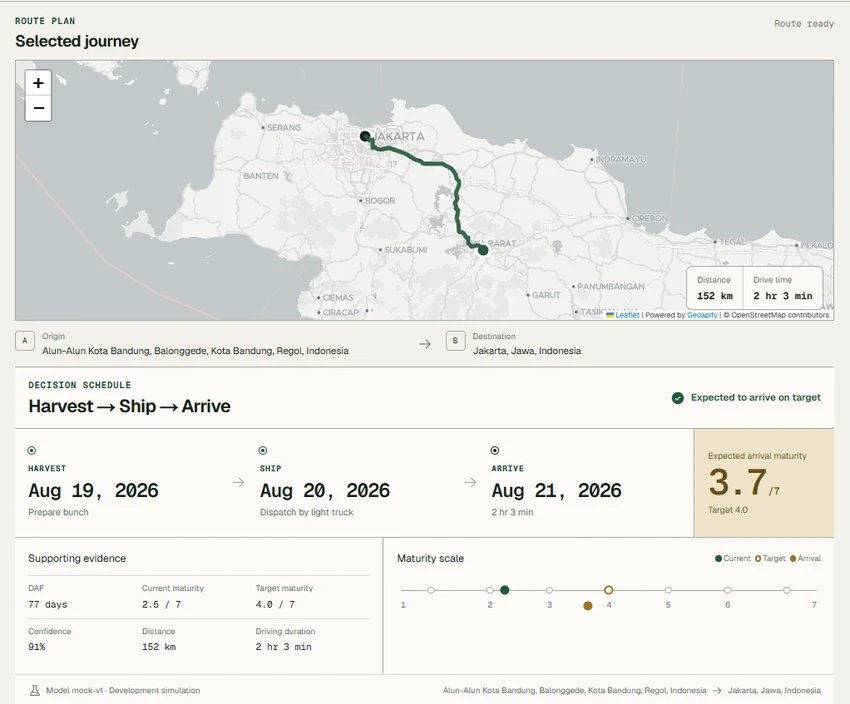 ROUTE PLAN
Route ready
Selected journey
+
−
3
SERANG
JAKARTA
17
BANTEN
BOGOR
2
SUKABUMI
BARAT
INDRAMAYU
1
CIREBON
TEGAL
PEKALO
CIEMAS
CIRACAP
GARUT
PANUMBANGAN
Distance
152 km
Drive time
2 hr 3 min
Leaflet | Powered by Geoapify | © OpenStreetMap contributors
A
Origin
Alun-Alun Kota Bandung, Balonggede, Kota Bandung, Regol, Indonesia
→
B
Destination
Jakarta, Jawa, Indonesia
DECISION SCHEDULE
Harvest → Ship → Arrive
Expected to arrive on target
HARVEST
Aug 19, 2026
Prepare bunch
→
SHIP
Aug 20, 2026
Dispatch by light truck
→
ARRIVE
Aug 21, 2026
2 hr 3 min
Expected arrival maturity
3.7/7
Target 4.0
Supporting evidence
DAF
77 days
Current maturity
2.5 / 7
Target maturity
4.0 / 7
Confidence
91%
Distance
152 km
Driving duration
2 hr 3 min
Maturity scale
Current Target Arrival
1 2 3 4 5 6 7
Model mock-v1 · Development simulation
Alun-Alun Kota Bandung, Balonggede, Kota Bandung, Regol, Indonesia → Jakarta, Jawa, Indonesia